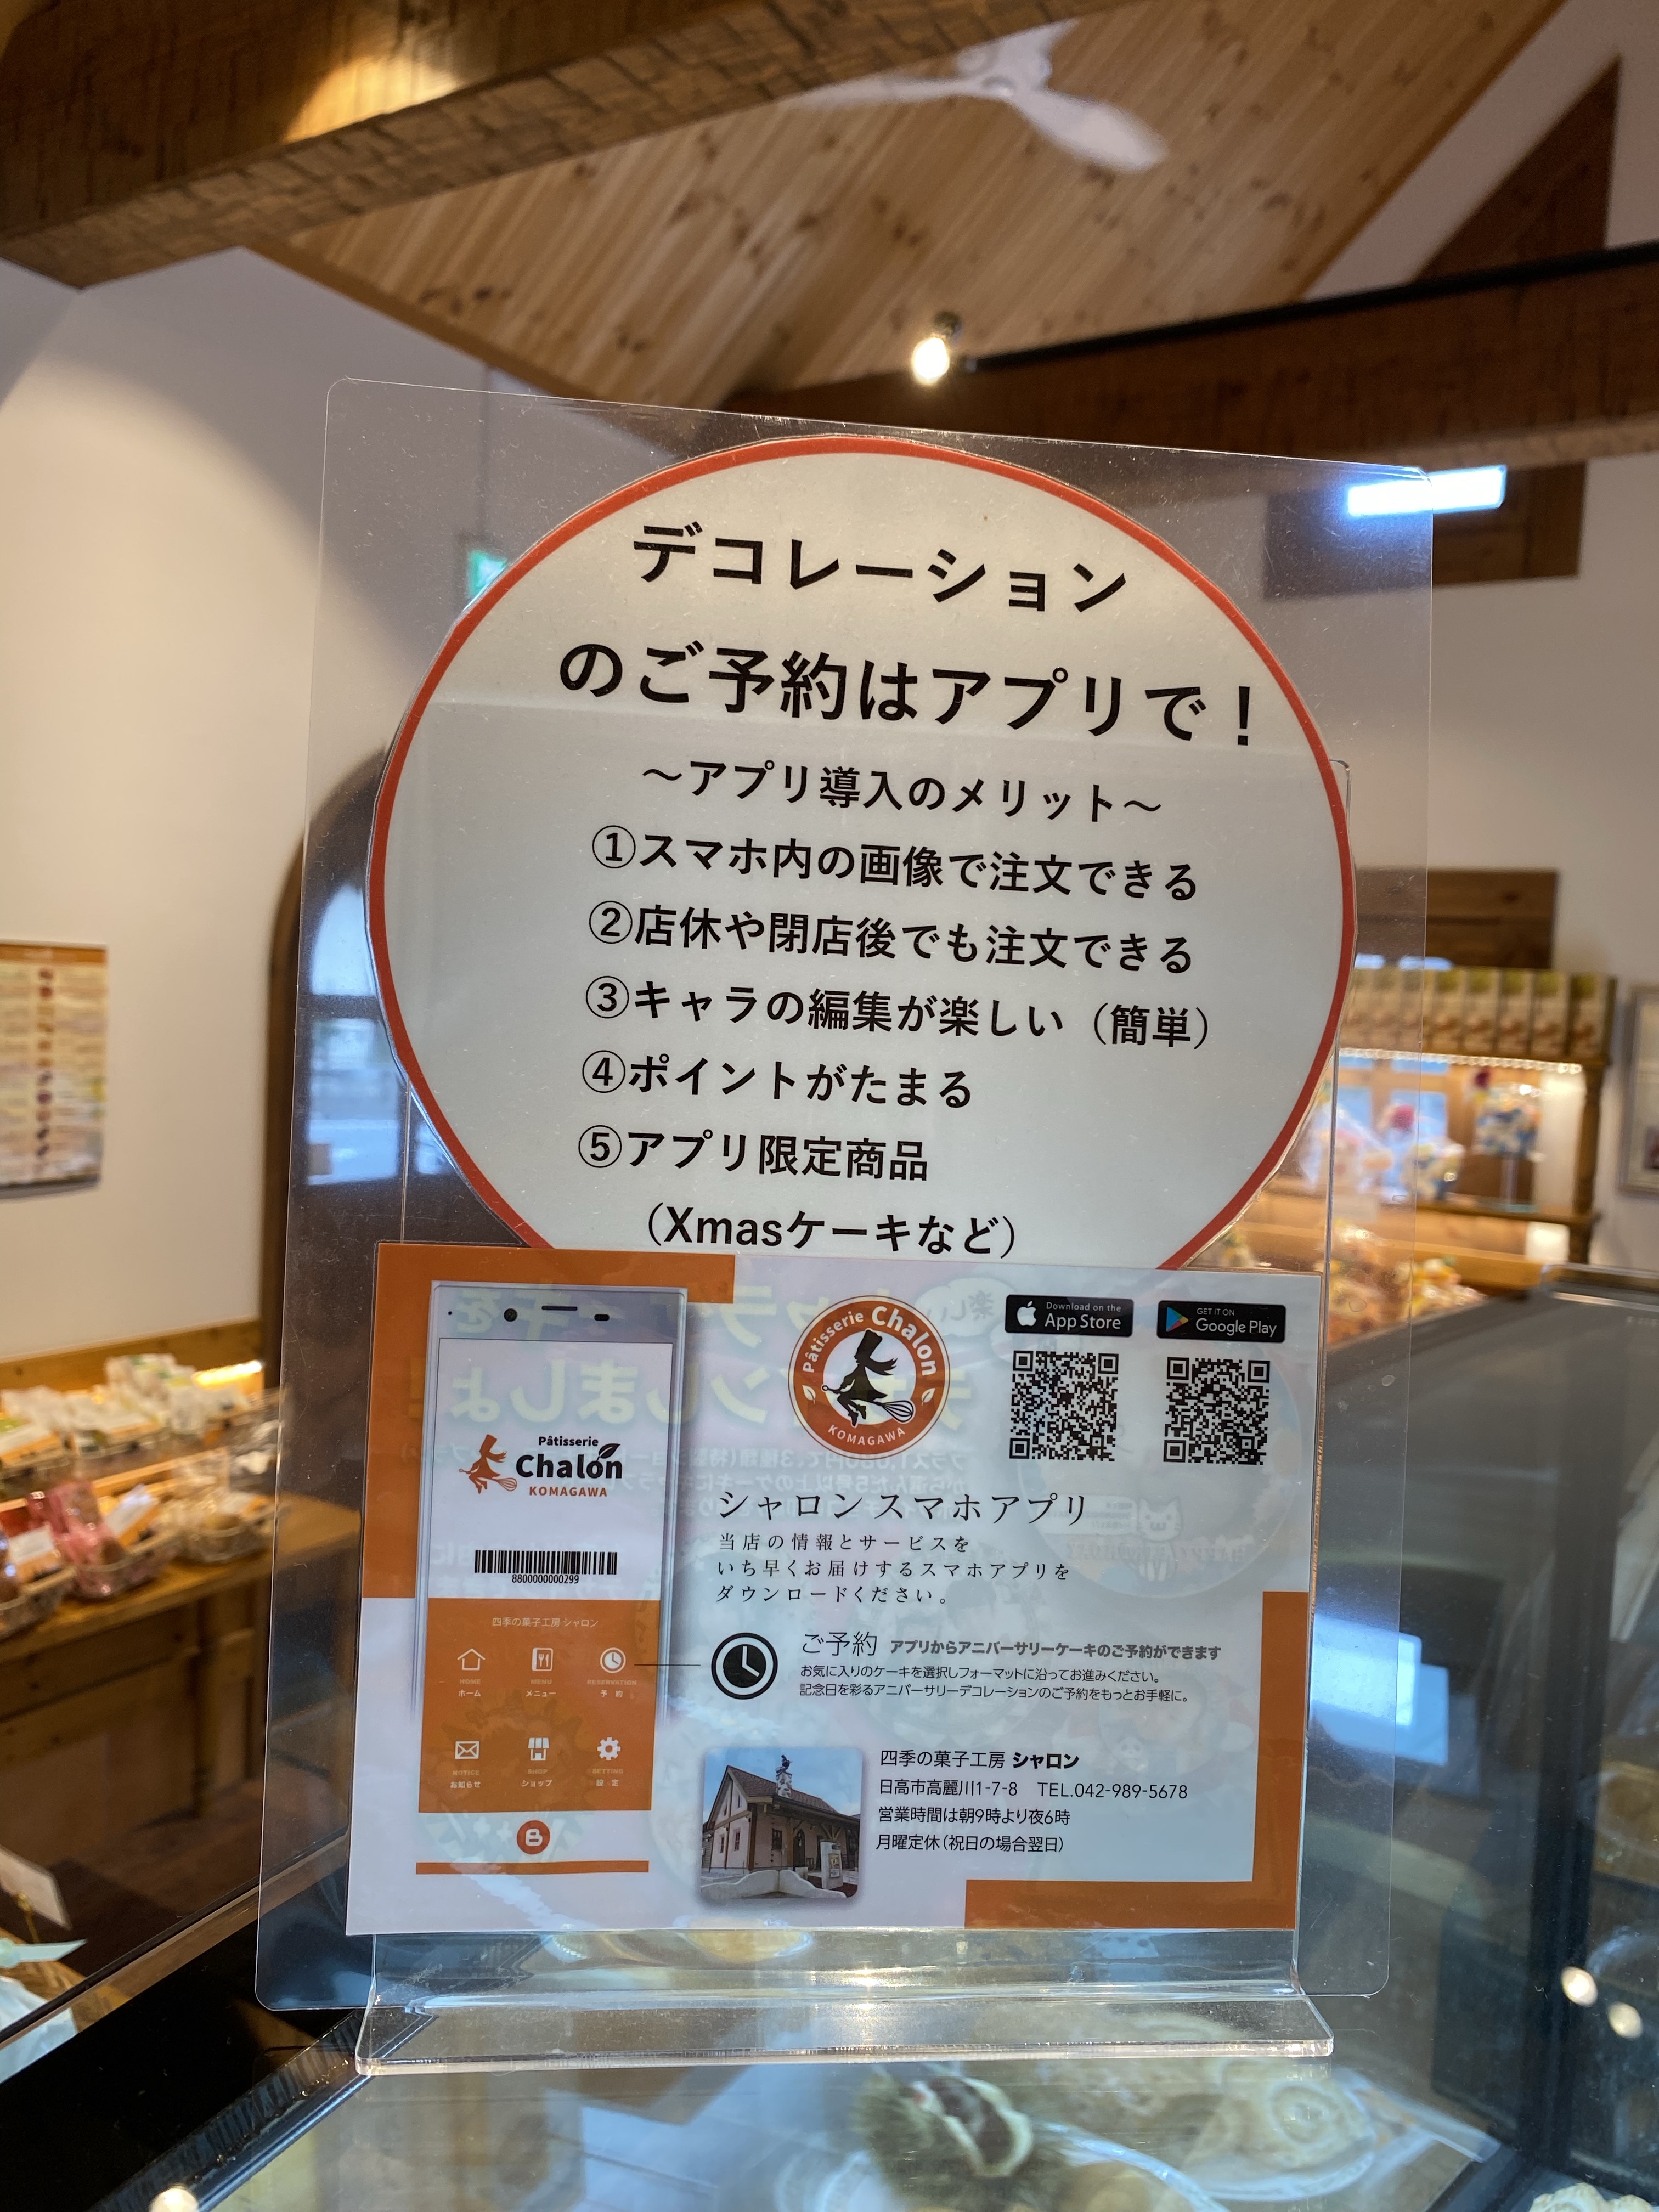 デコレーション
のご予約はアプリで！
～アプリ導入のメリット～
①スマホ内の画像で注文できる
②店休や閉店後でも注文できる
③キャラの編集が楽しい（簡単）
④ポイントがたまる
⑤アプリ限定商品
（Xmasケーキなど）
Pâtisserie Chalon
KOMAGAWA
Download on the
App Store
GET IT ON
Google Play
Pâtisserie
Chalon
KOMAGAWA
8800000000299
四季の菓子工房 シャロン
HOME
ホーム
MENU
メニュー
RESERVATION
予 約
NOTICE
お知らせ
SHOP
ショップ
SETTING
設 定
シャロン スマホアプリ
当店の情報とサービスを
いち早くお届けするスマホアプリを
ダウンロードください。
ご予約 アプリからアニバーサリーケーキのご予約ができます
お気に入りのケーキを選択しフォーマットに沿ってお進みください。
記念日を彩るアニバーサリーデコレーションのご予約をもっとお手軽に。
四季の菓子工房 シャロン
日高市高麗川1-7-8 TEL.042-989-5678
営業時間は朝9時より夜6時
月曜定休（祝日の場合翌日）